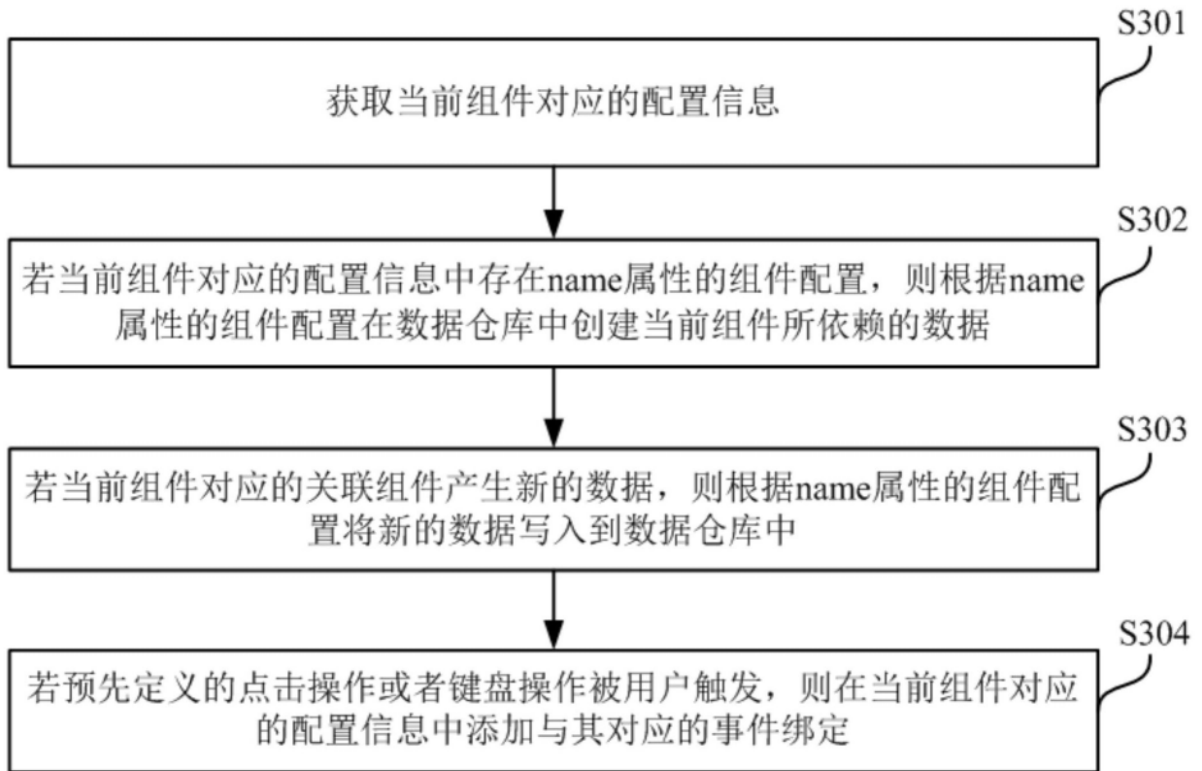 S301
获取当前组件对应的配置信息
S302
若当前组件对应的配置信息中存在name属性的组件配置，则根据name
属性的组件配置在数据仓库中创建当前组件所依赖的数据
S303
若当前组件对应的关联组件产生新的数据，则根据name属性的组件配
置将新的数据写入到数据仓库中
S304
若预先定义的点击操作或者键盘操作被用户触发，则在当前组件对应
的配置信息中添加与其对应的事件绑定